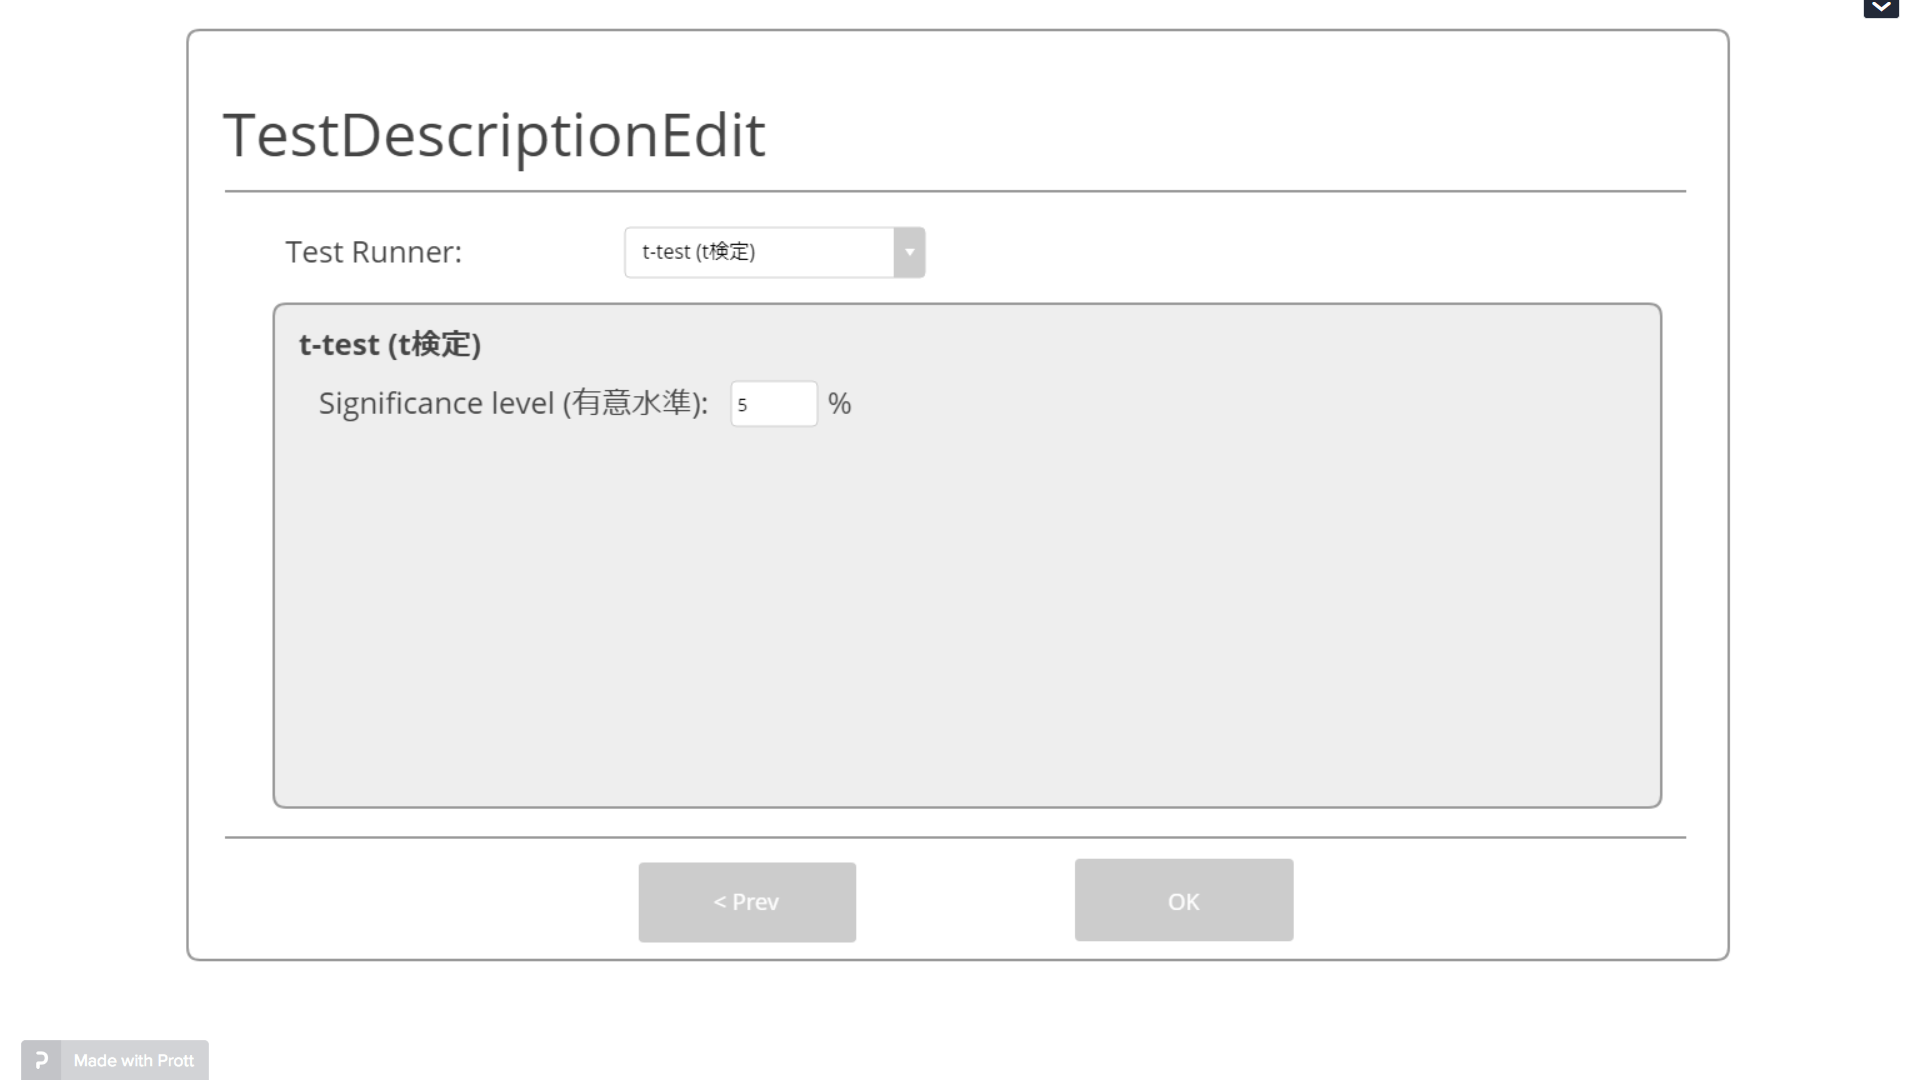 TestDescriptionEdit
Test Runner: t-test (t検定)
t-test (t検定)
Significance level (有意水準): 5 %
< Prev OK
Made with Prott